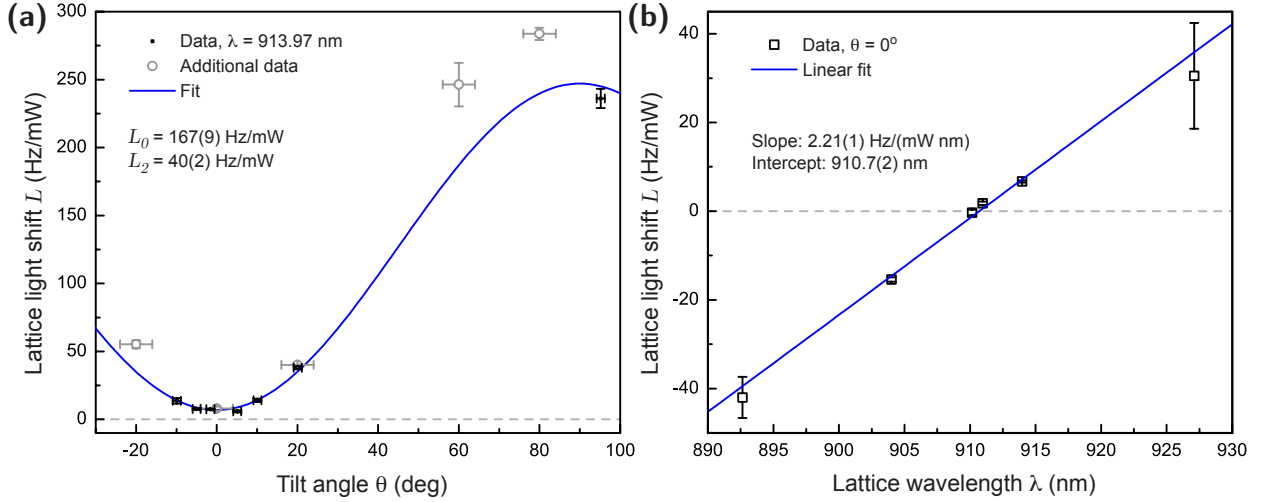 (a)
300
250
200
150
100
50
0
Lattice light shift L (Hz/mW)
Data, λ = 913.97 nm
Additional data
Fit
L0 = 167(9) Hz/mW
L2 = 40(2) Hz/mW
-20 0 20 40 60 80 100
Tilt angle θ (deg)
(b)
40
20
0
-20
-40
Lattice light shift L (Hz/mW)
Data, θ = 0º
Linear fit
Slope: 2.21(1) Hz/(mW nm)
Intercept: 910.7(2) nm
890 895 900 905 910 915 920 925 930
Lattice wavelength λ (nm)